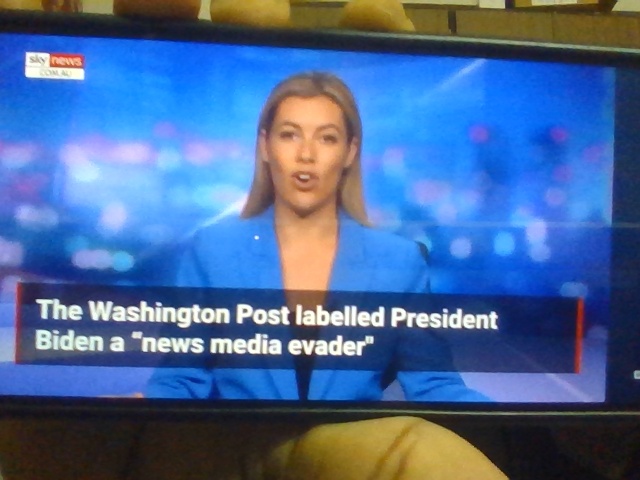 sky news
.COM.AU
The Washington Post labelled President
Biden a "news media evader"